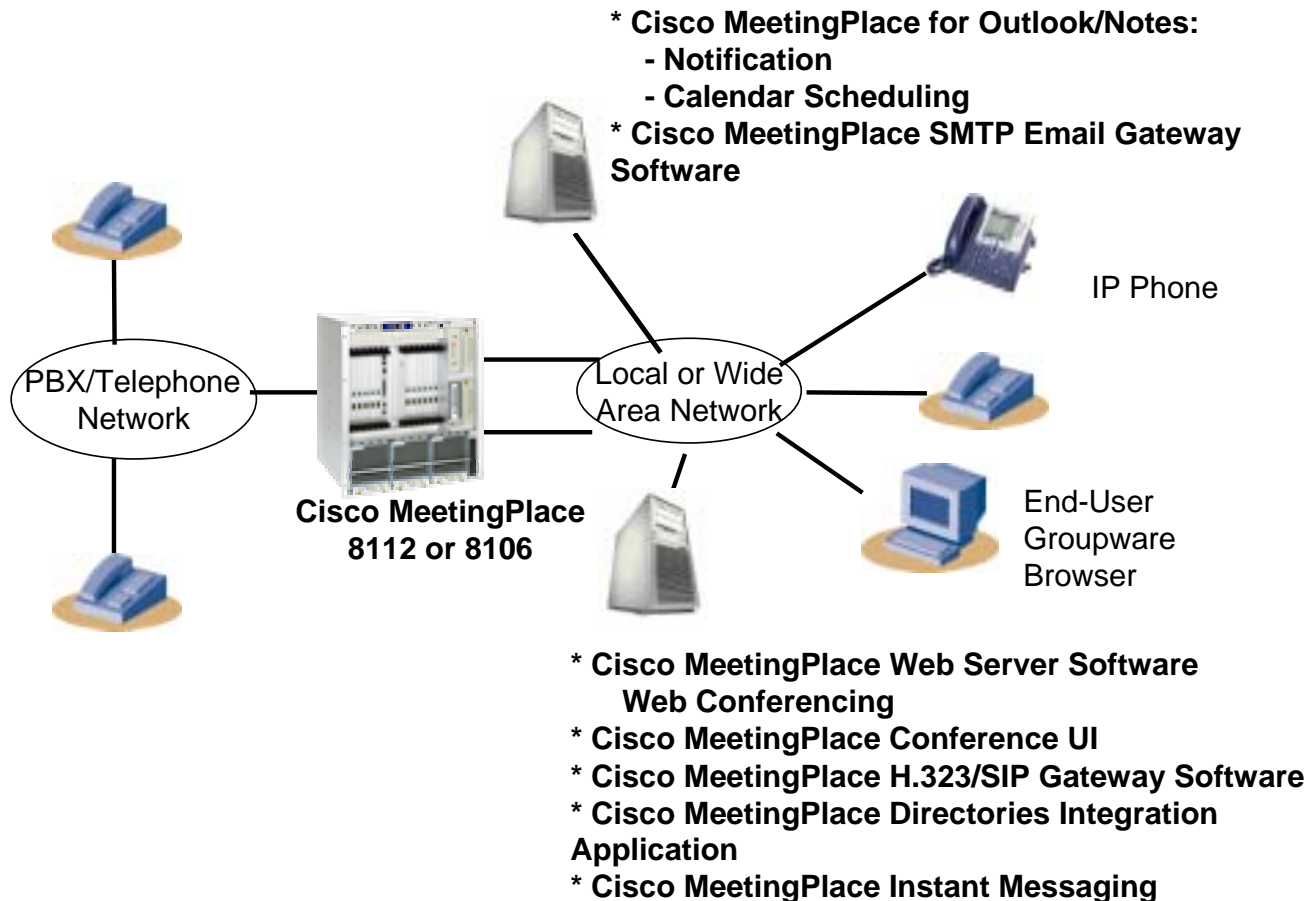 * Cisco MeetingPlace for Outlook/Notes:
- Notification
- Calendar Scheduling
* Cisco MeetingPlace SMTP Email Gateway
Software
IP Phone
PBX/Telephone
Network
Local or Wide
Area Network
Cisco MeetingPlace
8112 or 8106
End-User
Groupware
Browser
* Cisco MeetingPlace Web Server Software
Web Conferencing
* Cisco MeetingPlace Conference UI
* Cisco MeetingPlace H.323/SIP Gateway Software
* Cisco MeetingPlace Directories Integration
Application
* Cisco MeetingPlace Instant Messaging